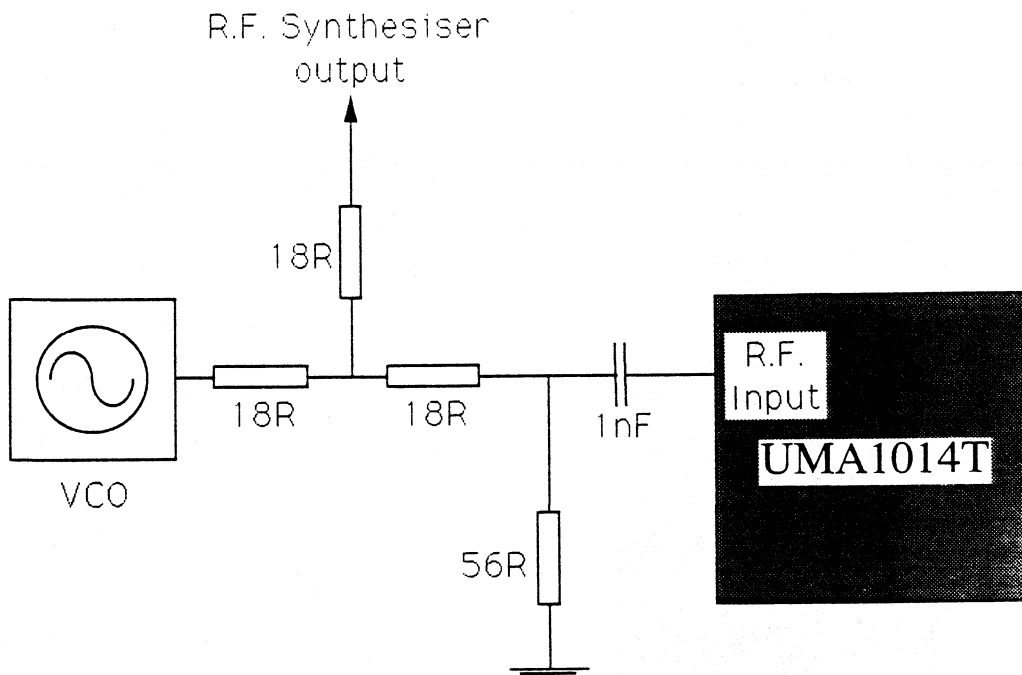 R.F. Synthesiser
output
18R
18R
18R
1nF
R.F.
Input
UMA1014T
VCO
56R